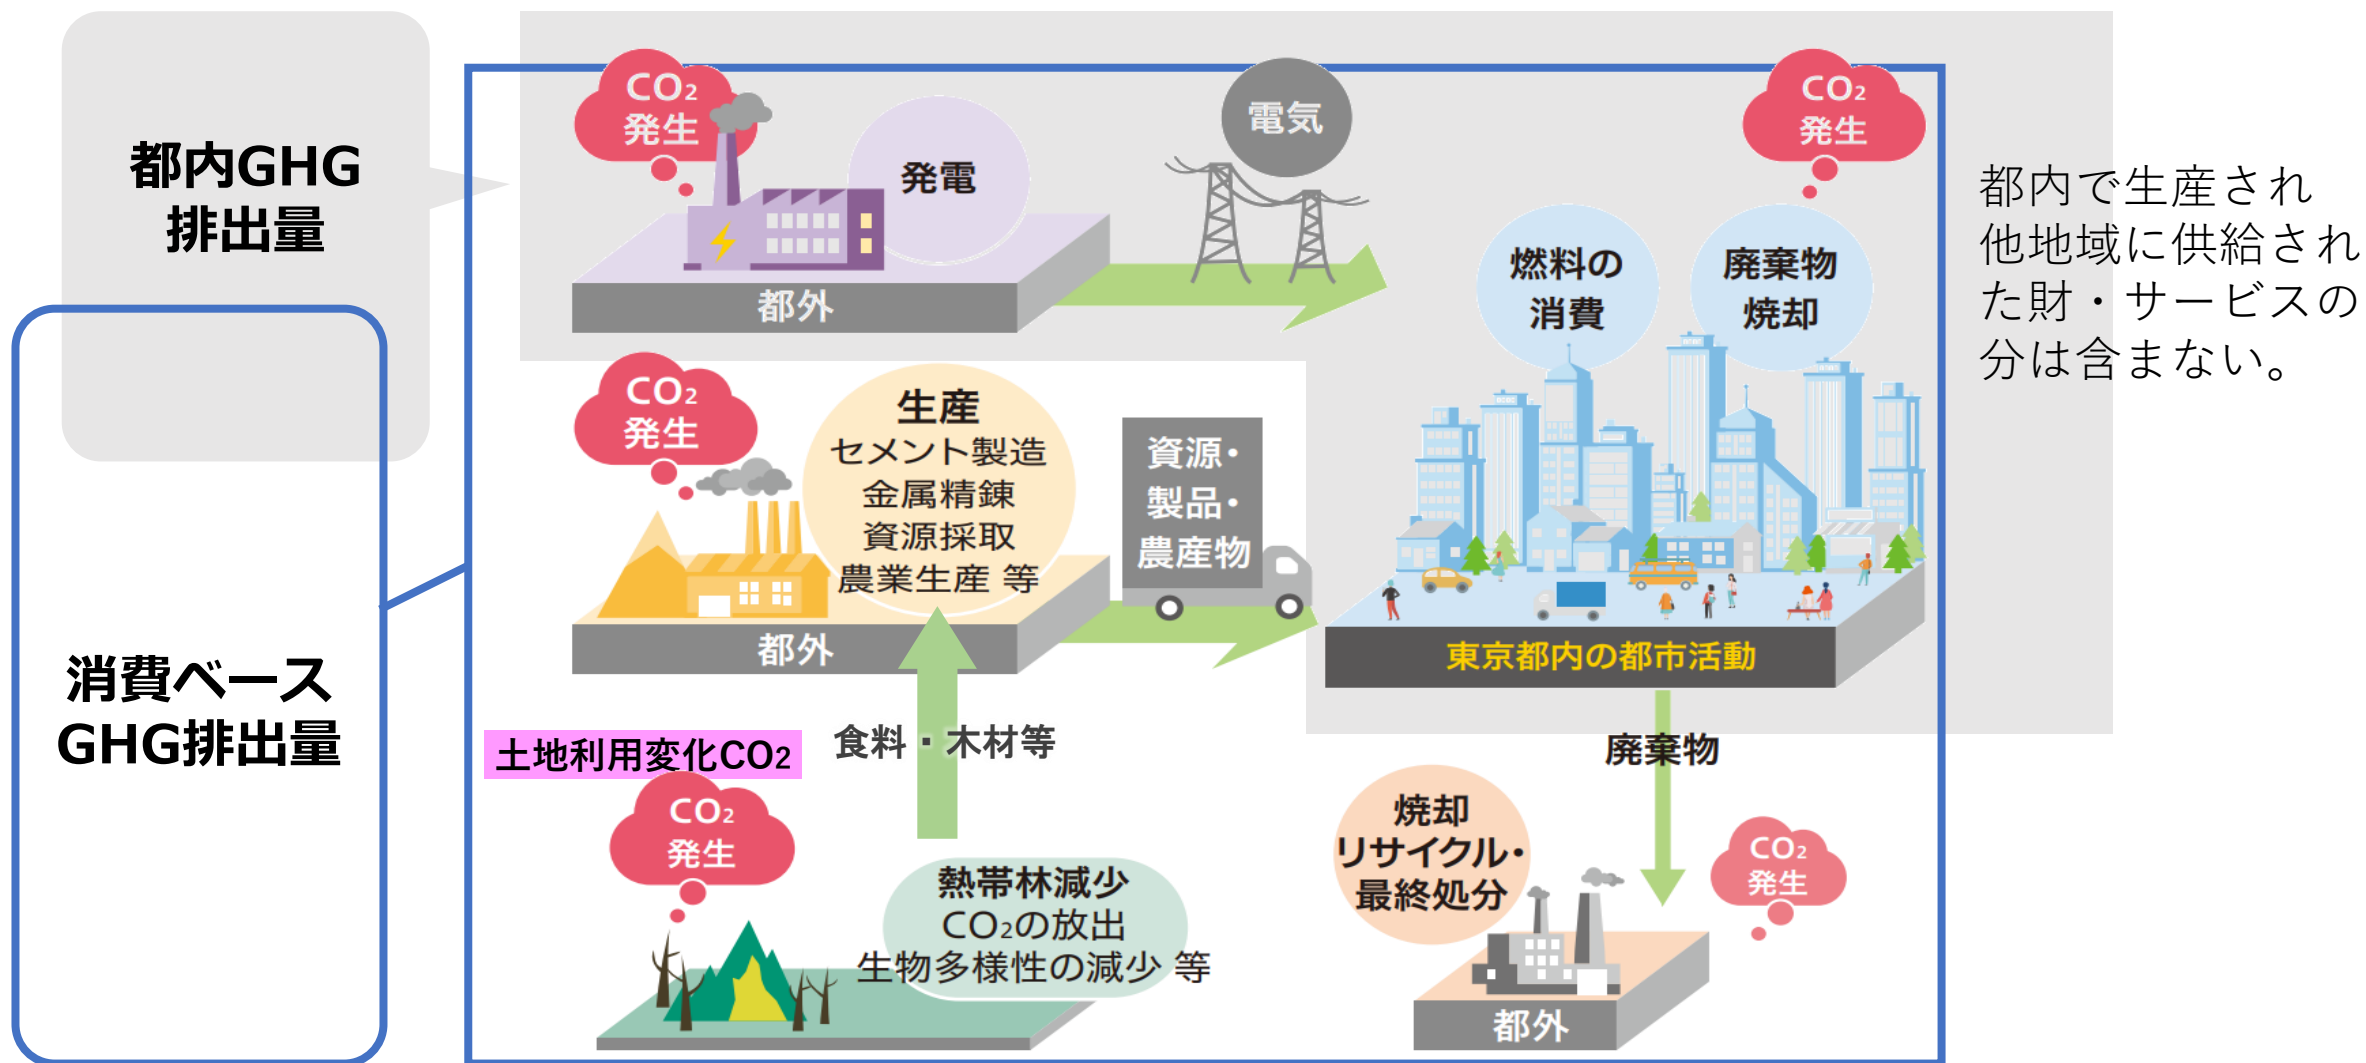 都内GHG
排出量
消費ベース
GHG排出量
CO2
発生
発電
都外
電気
CO2
発生
燃料の
消費
廃棄物
焼却
都内で生産され
他地域に供給され
た財・サービスの
分は含まない。
CO2
発生
生産
セメント製造
金属精錬
資源採取
農業生産 等
都外
資源・
製品・
農産物
東京都内の都市活動
土地利用変化CO2
食料・木材等
CO2
発生
熱帯林減少
CO2の放出
生物多様性の減少 等
廃棄物
焼却
リサイクル・
最終処分
CO2
発生
都外